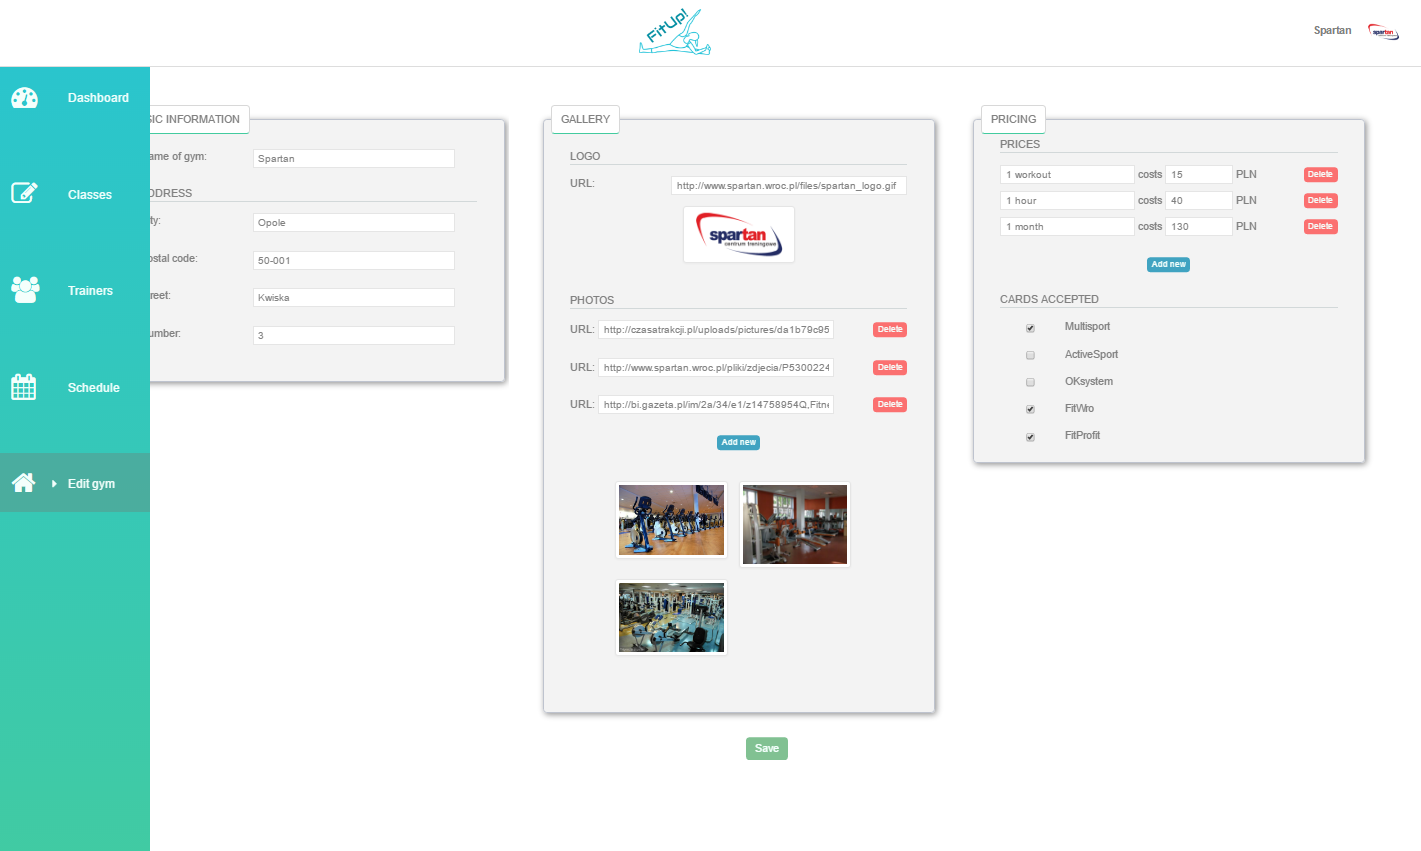 FitUp!
Spartan
spartan
Dashboard
Classes
Trainers
Schedule
Edit gym
SIC INFORMATION
ame of gym:
Spartan
DDRESS
ty:
Opole
ostal code:
50-001
reet:
Kwiska
umber:
3
GALLERY
LOGO
URL:
http://www.spartan.wroc.pl/files/spartan_logo.gif
spartan
centrum treningowe
PHOTOS
URL: http://czasatrakcji.pl/uploads/pictures/da1b79c95 Delete
URL: http://www.spartan.wroc.pl/pliki/zdjecia/P5300224 Delete
URL: http://bi.gazeta.pl/im/2a/34/e1/z14758954Q,Fitne Delete
Add new
Save
PRICING
PRICES
1 workout costs 15 PLN Delete
1 hour costs 40 PLN Delete
1 month costs 130 PLN Delete
Add new
CARDS ACCEPTED
Multisport
ActiveSport
OKsystem
FitWro
FitProfit